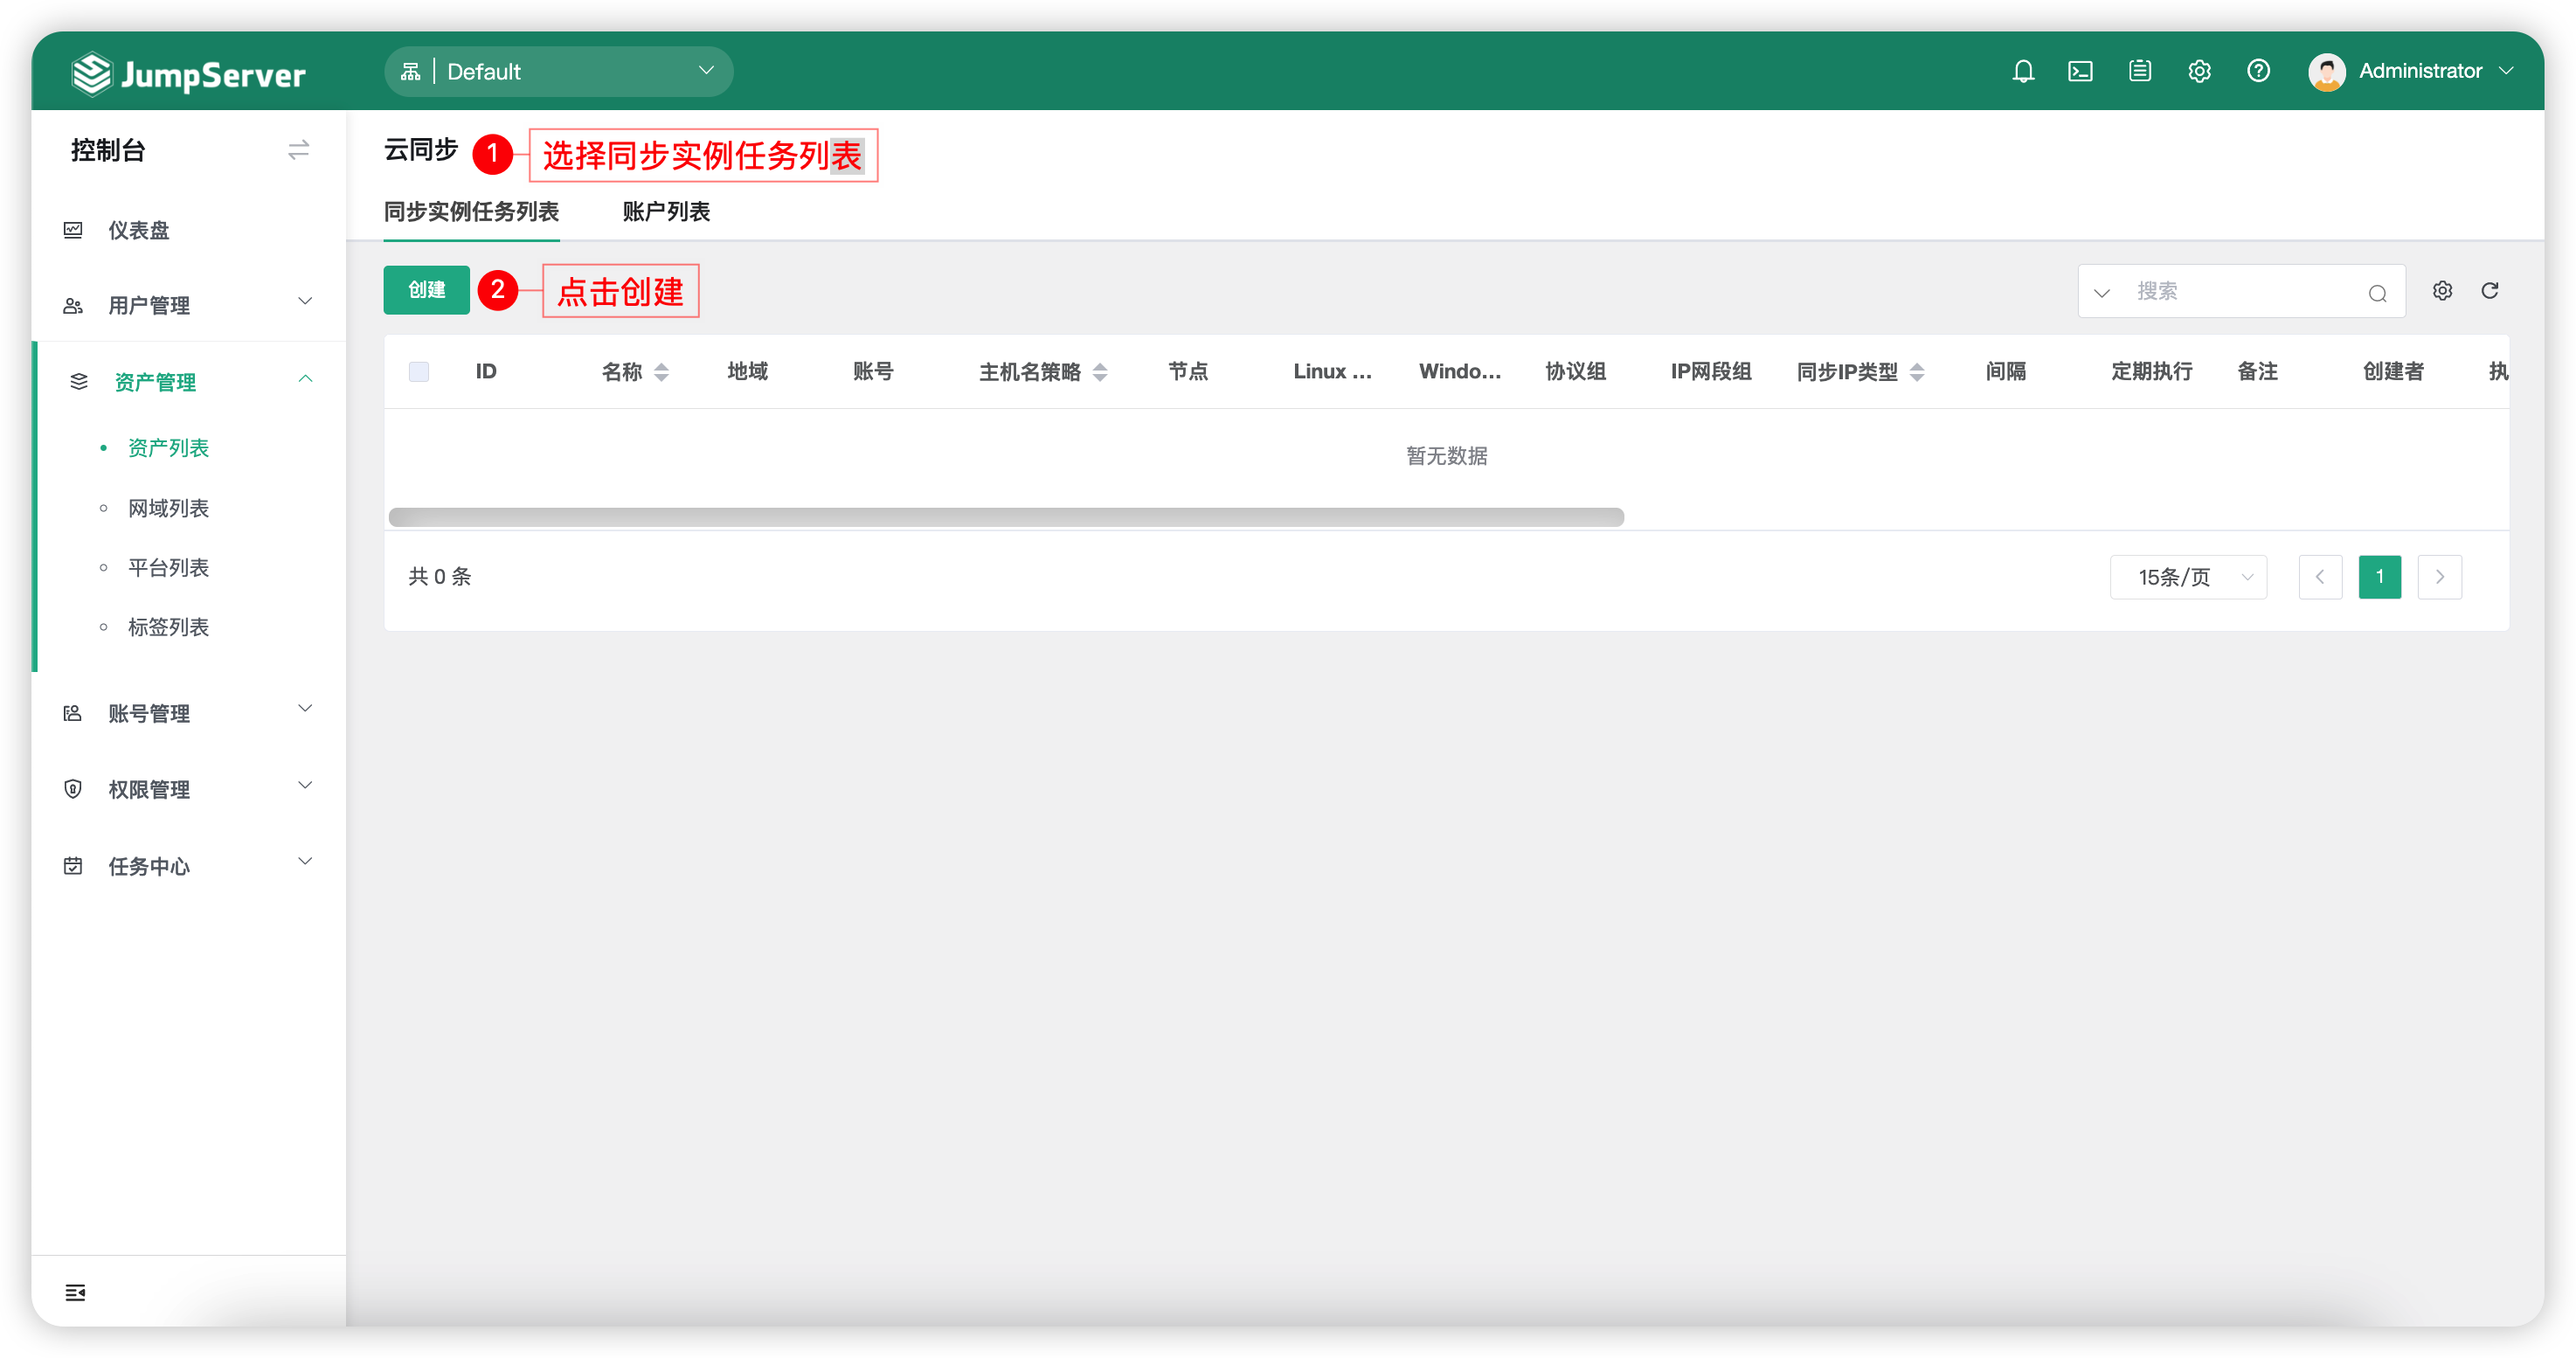 JumpServer
Default
Administrator
控制台
仪表盘
用户管理
资产管理
资产列表
网域列表
平台列表
标签列表
账号管理
权限管理
任务中心
云同步
1 选择同步实例任务列表
同步实例任务列表 账户列表
创建 2 点击创建
搜索
ID 名称 地域 账号 主机名策略 节点 Linux ... Windo... 协议组 IP网段组 同步IP类型 间隔 定期执行 备注 创建者 执
暂无数据
共 0 条
15条/页
1